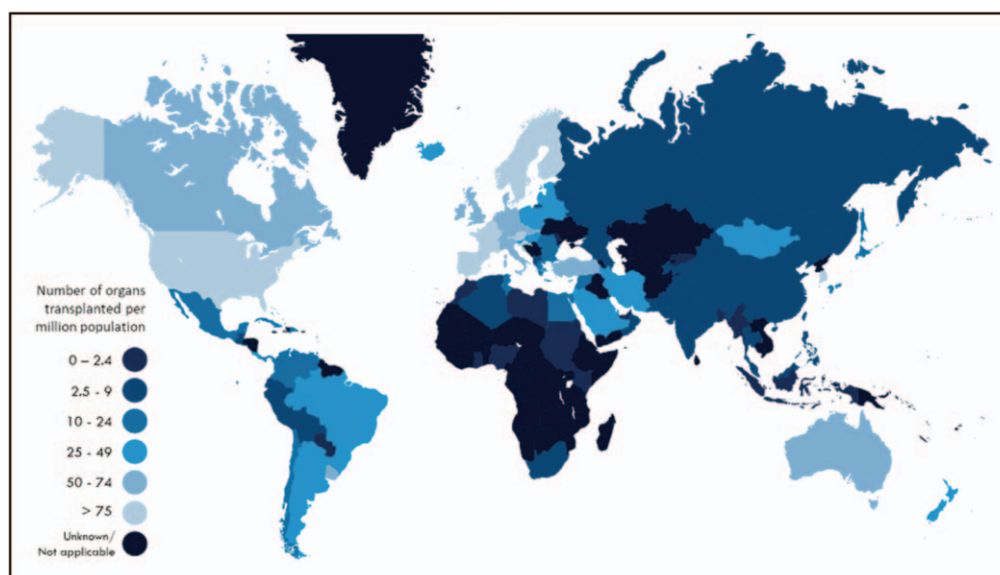 Number of organs
transplanted per
million population
0 – 2.4
2.5 - 9
10 - 24
25 - 49
50 - 74
> 75
Unknown/
Not applicable